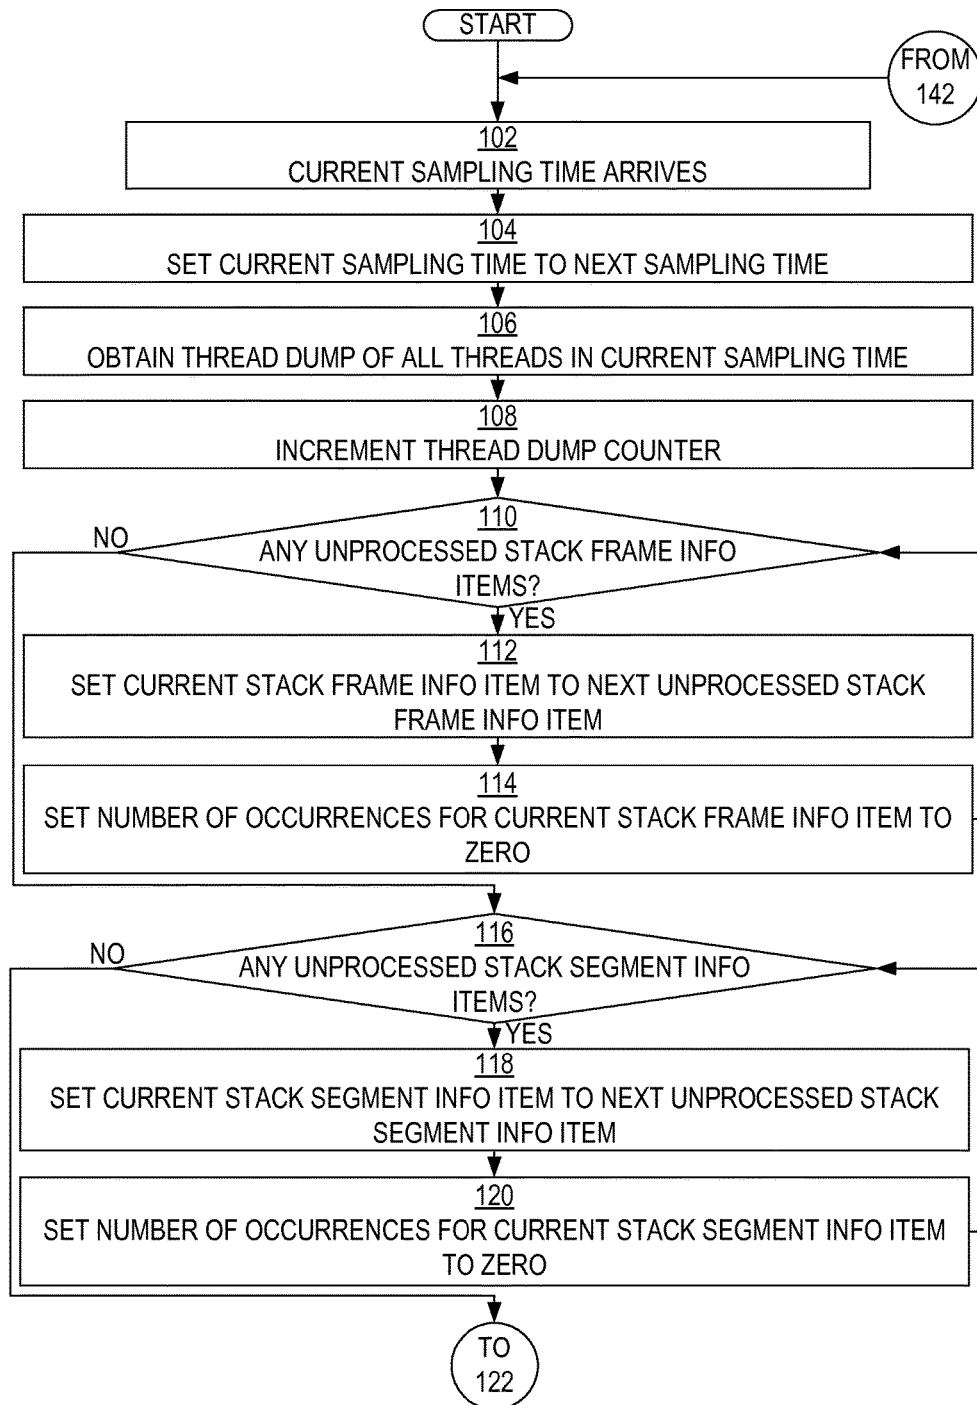 START
FROM
142
102
CURRENT SAMPLING TIME ARRIVES
104
SET CURRENT SAMPLING TIME TO NEXT SAMPLING TIME
106
OBTAIN THREAD DUMP OF ALL THREADS IN CURRENT SAMPLING TIME
108
INCREMENT THREAD DUMP COUNTER
110
NO
ANY UNPROCESSED STACK FRAME INFO
ITEMS?
YES
112
SET CURRENT STACK FRAME INFO ITEM TO NEXT UNPROCESSED STACK
FRAME INFO ITEM
114
SET NUMBER OF OCCURRENCES FOR CURRENT STACK FRAME INFO ITEM TO
ZERO
116
NO
ANY UNPROCESSED STACK SEGMENT INFO
ITEMS?
YES
118
SET CURRENT STACK SEGMENT INFO ITEM TO NEXT UNPROCESSED STACK
SEGMENT INFO ITEM
120
SET NUMBER OF OCCURRENCES FOR CURRENT STACK SEGMENT INFO ITEM
TO ZERO
TO
122